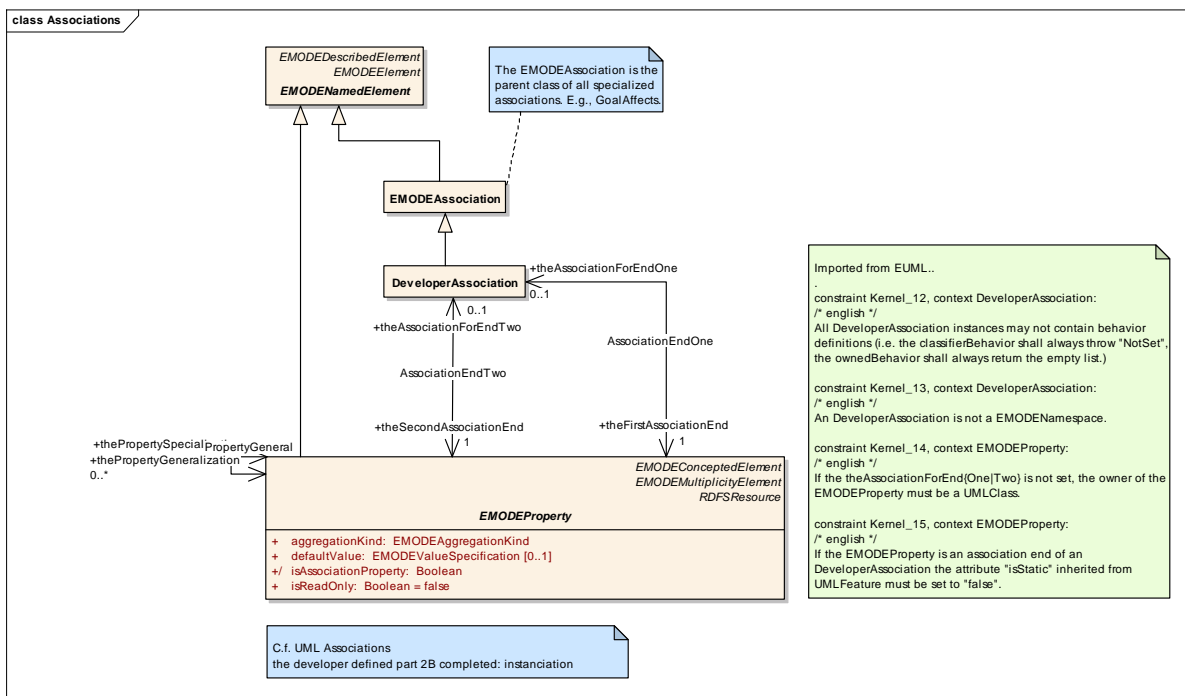 class Associations
EMODEDescribedElement
EMODEElement
EMODENamedElement
The EMODEAssociation is the
parent class of all specialized
associations. E.g., GoalAffects.
EMODEAssociation
DeveloperAssociation
+theAssociationForEndOne
0..1
0..1
+theAssociationForEndTwo
AssociationEndOne
AssociationEndTwo
+theSecondAssociationEnd
1
+theFirstAssociationEnd
1
+thePropertySpeciali
PropertyGeneral
+thePropertyGeneralization
0..*
EMODEConceptedElement
EMODEMultiplicityElement
RDFSResource
EMODEProperty
+ aggregationKind: EMODEAggregationKind
+ defaultValue: EMODEValueSpecification [0..1]
+/ isAssociationProperty: Boolean
+ isReadOnly: Boolean = false
Imported from EUML..
.
constraint Kernel_12, context DeveloperAssociation:
/* english */
All DeveloperAssociation instances may not contain behavior
definitions (i.e. the classifierBehavior shall always throw "NotSet",
the ownedBehavior shall always return the empty list.)
constraint Kernel_13, context DeveloperAssociation:
/* english */
An DeveloperAssociation is not a EMODENamespace.
constraint Kernel_14, context EMODEProperty:
/* english */
If the theAssociationForEnd{One|Two} is not set, the owner of the
EMODEProperty must be a UMLClass.
constraint Kernel_15, context EMODEProperty:
/* english */
If the EMODEProperty is an association end of an
DeveloperAssociation the attribute "isStatic" inherited from
UMLFeature must be set to "false".
C.f. UML Associations
the developer defined part 2B completed: instanciation